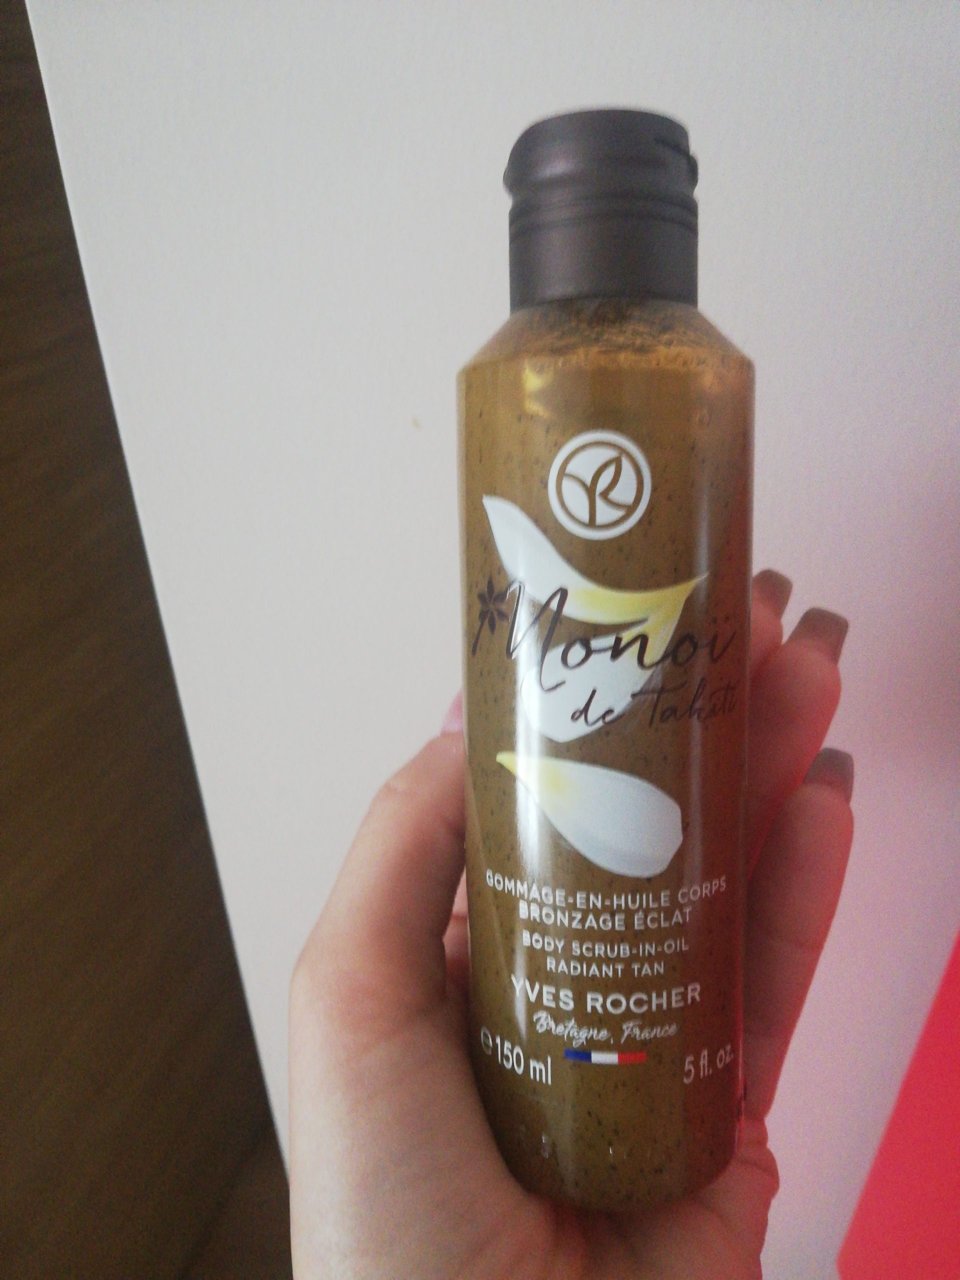 Monoï
de Tahiti
GOMMAGE-EN-HUILE CORPS
BRONZAGE ÉCLAT
BODY SCRUB-IN-OIL
RADIANT TAN
YVES ROCHER
Bretagne, France
℮ 150 ml 5 fl. oz.